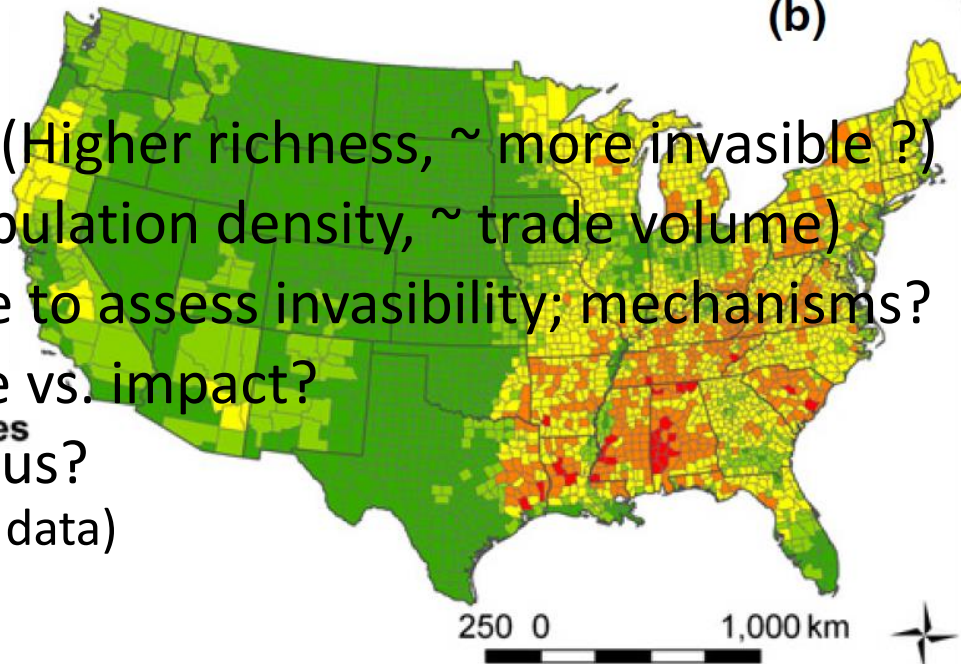 (b)
(Higher richness, ~ more invasible ?)
pulation density, ~ trade volume)
e to assess invasibility; mechanisms?
e vs. impact?
es
us?
data)
250 0 1,000 km